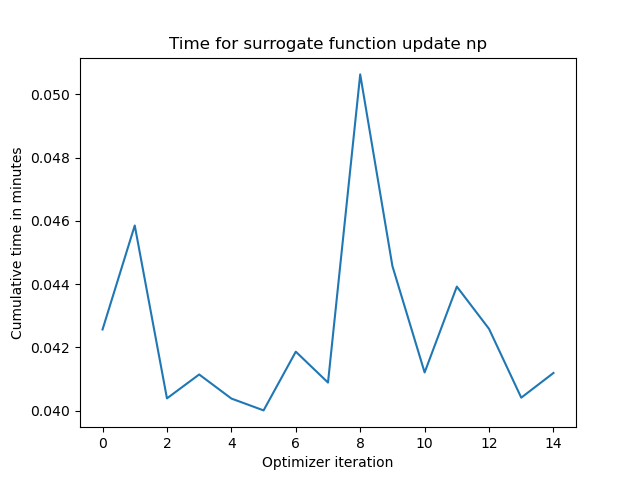 Time for surrogate function update np
Cumulative time in minutes
0.050
0.048
0.046
0.044
0.042
0.040
0 2 4 6 8 10 12 14
Optimizer iteration